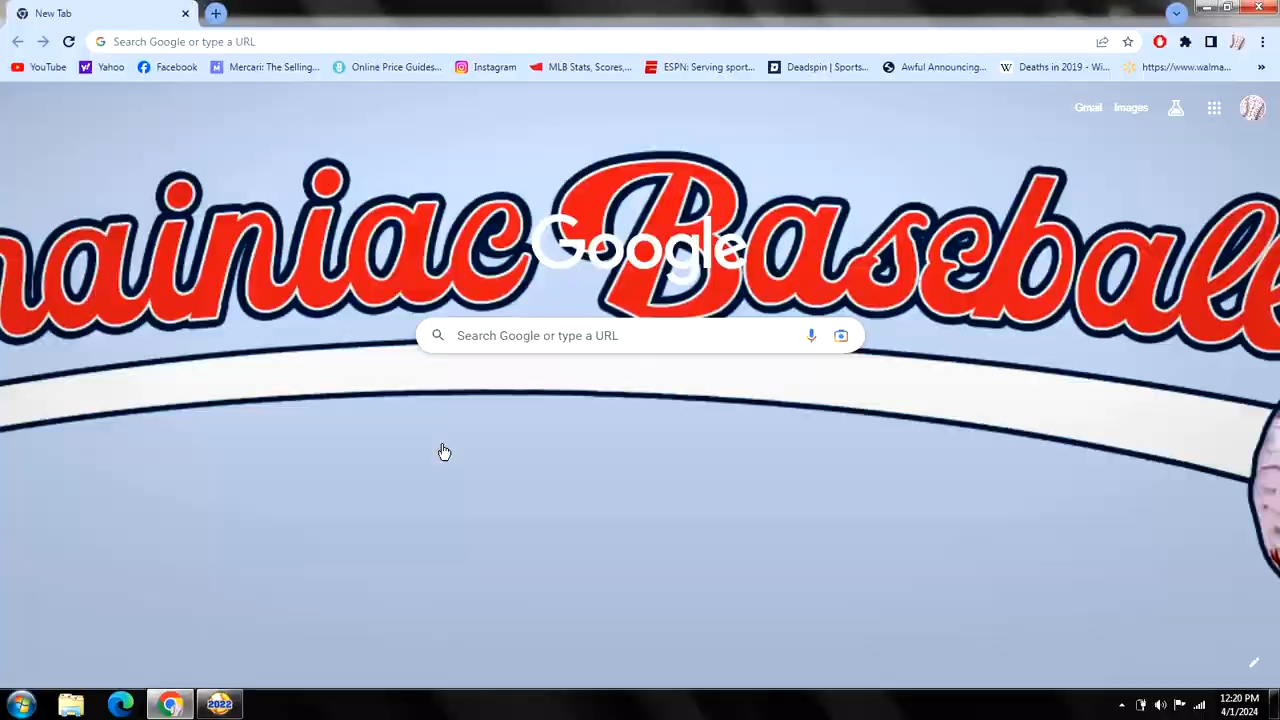 New Tab
Search Google or type a URL
YouTube Yahoo Facebook Mercari: The Selling... Online Price Guides... Instagram MLB Stats, Scores,... ESPN: Serving sport... Deadspin | Sports... Awful Announcing... Deaths in 2019 - Wi... https://www.walma... »
Gmail Images
ainiac Baseball
Google
Search Google or type a URL
2022
12:20 PM
4/1/2024